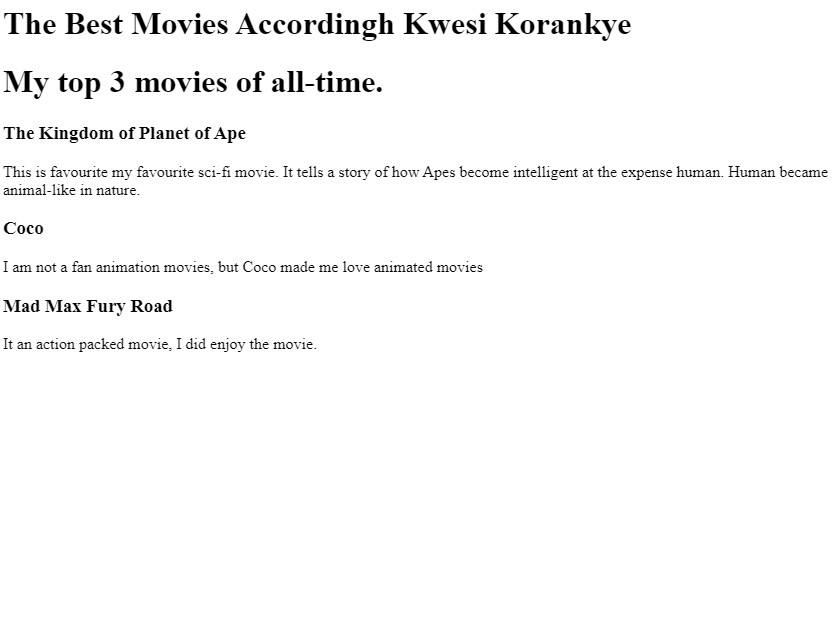 The Best Movies Accordingh Kwesi Korankye
My top 3 movies of all-time.
The Kingdom of Planet of Ape
This is favourite my favourite sci-fi movie. It tells a story of how Apes become intelligent at the expense human. Human became
animal-like in nature.
Coco
I am not a fan animation movies, but Coco made me love animated movies
Mad Max Fury Road
It an action packed movie, I did enjoy the movie.